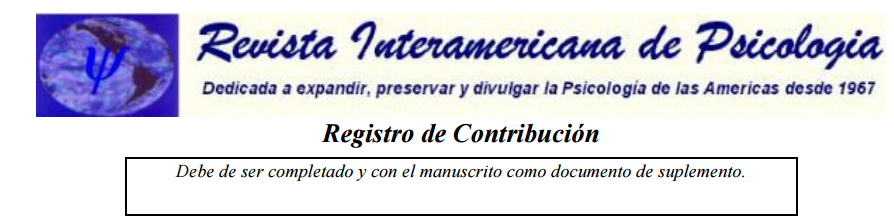 Ψ
Revista Interamericana de Psicologia
Dedicada a expandir, preservar y divulgar la Psicología de las Americas desde 1967
Registro de Contribución
Debe de ser completado y con el manuscrito como documento de suplemento.